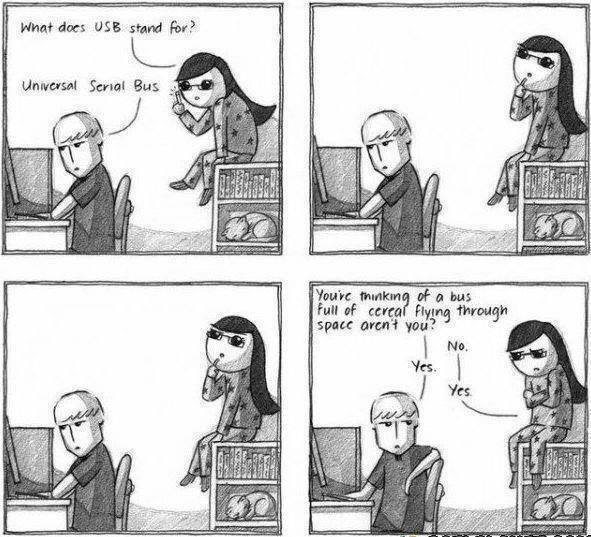 What does USB stand for?
Universal Serial Bus
You're thinking of a bus
full of cereal flying through
space aren't you?
No.
Yes.
Yes.